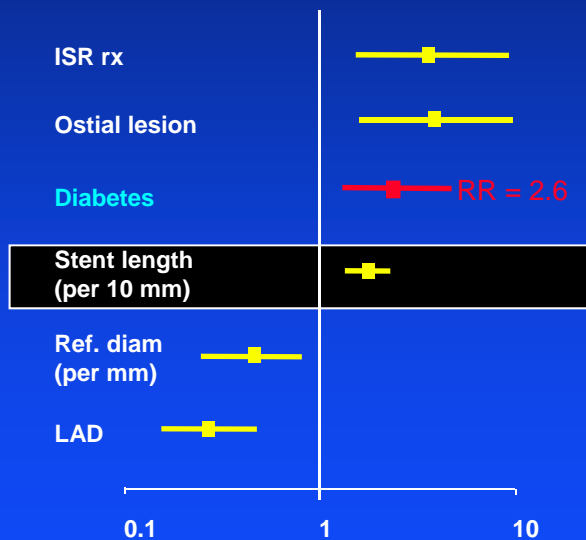 ISR rx
Ostial lesion
Diabetes
RR = 2.6
Stent length
(per 10 mm)
Ref. diam
(per mm)
LAD
0.1
1
10